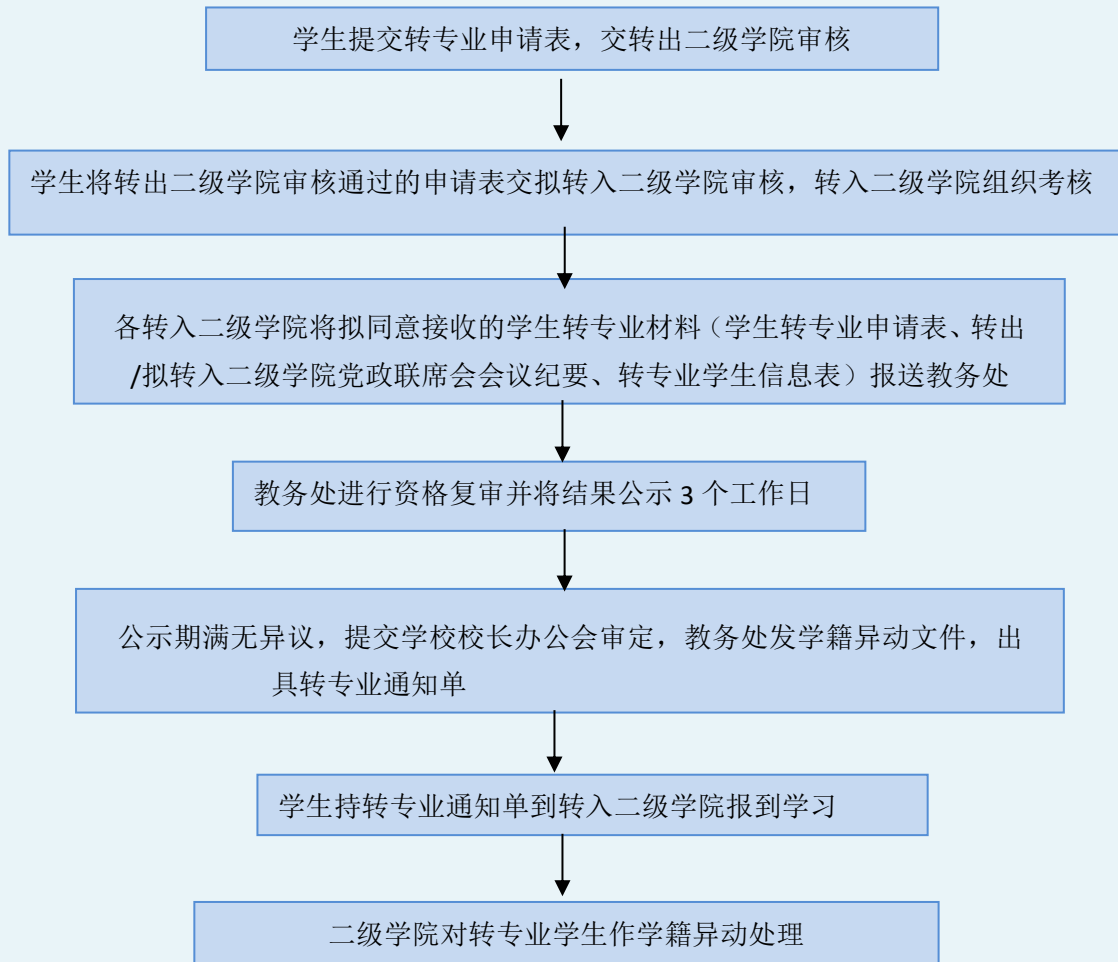 学生提交转专业申请表，交转出二级学院审核
学生将转出二级学院审核通过的申请表交拟转入二级学院审核，转入二级学院组织考核
各转入二级学院将拟同意接收的学生转专业材料（学生转专业申请表、转出
/拟转入二级学院党政联席会会议纪要、转专业学生信息表）报送教务处
教务处进行资格复审并将结果公示 3 个工作日
公示期满无异议，提交学校校长办公会审定，教务处发学籍异动文件，出
具转专业通知单
学生持转专业通知单到转入二级学院报到学习
二级学院对转专业学生作学籍异动处理